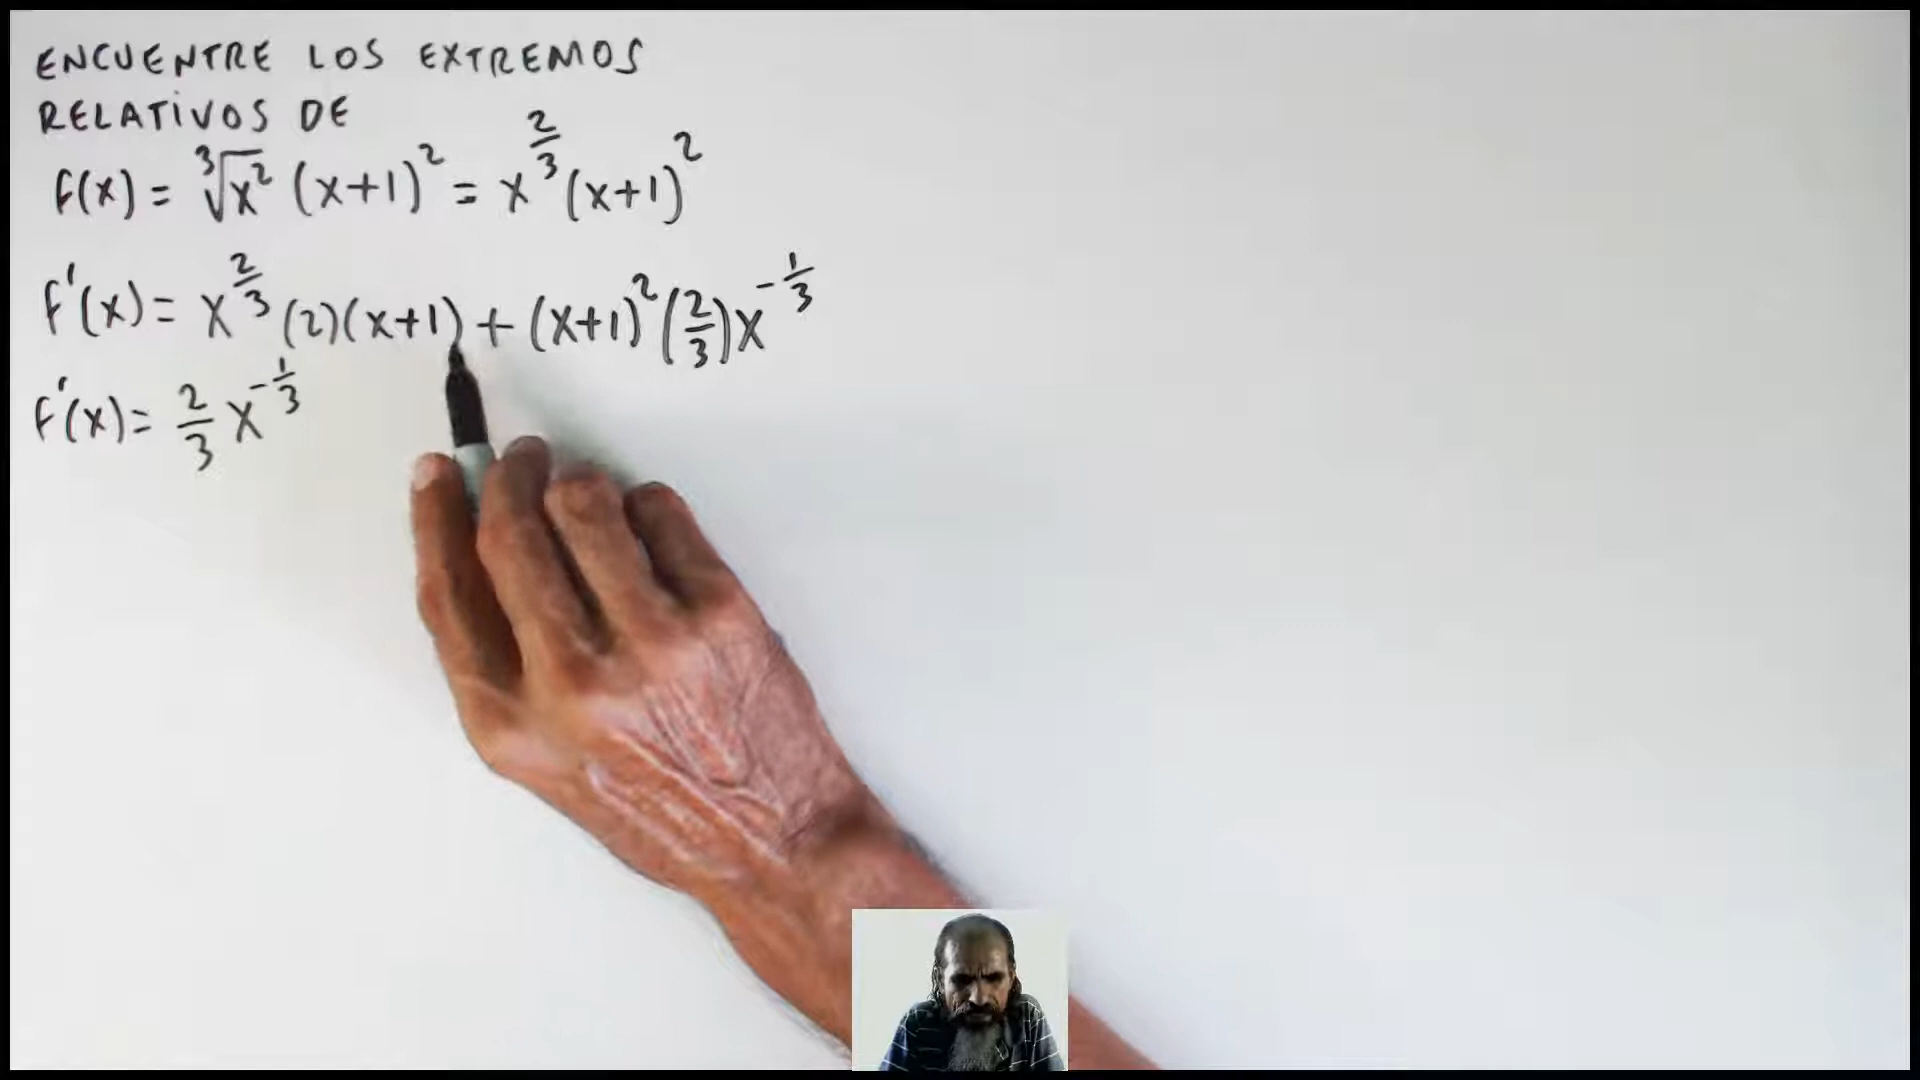 ENCUENTRE LOS EXTREMOS
RELATIVOS DE
f(x) = ∛x² (x+1)² = x^(2/3) (x+1)²
f'(x) = x^(2/3) (2)(x+1) + (x+1)² (2/3) x^(-1/3)
f'(x) = 2/3 x^(-1/3)